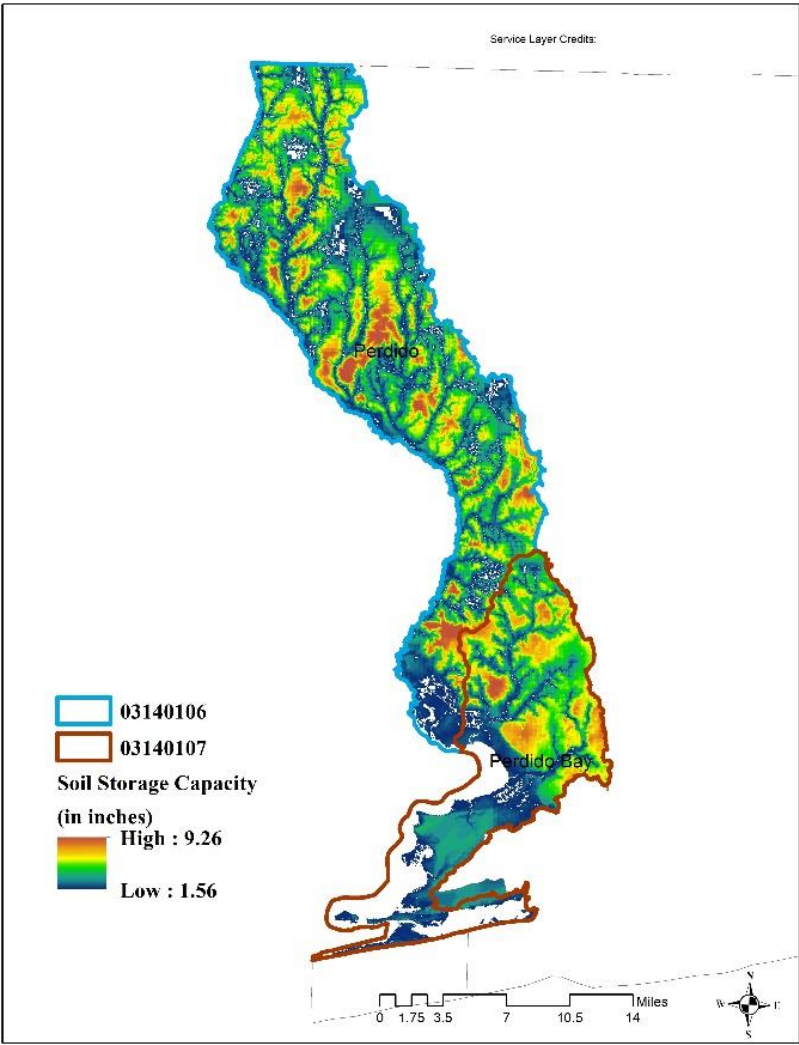 Service Layer Credits:
Perdido
03140106
03140107
Soil Storage Capacity
(in inches)
High : 9.26
Low : 1.56
Perdido Bay
N
W E
S
Miles
0 1.75 3.5 7 10.5 14